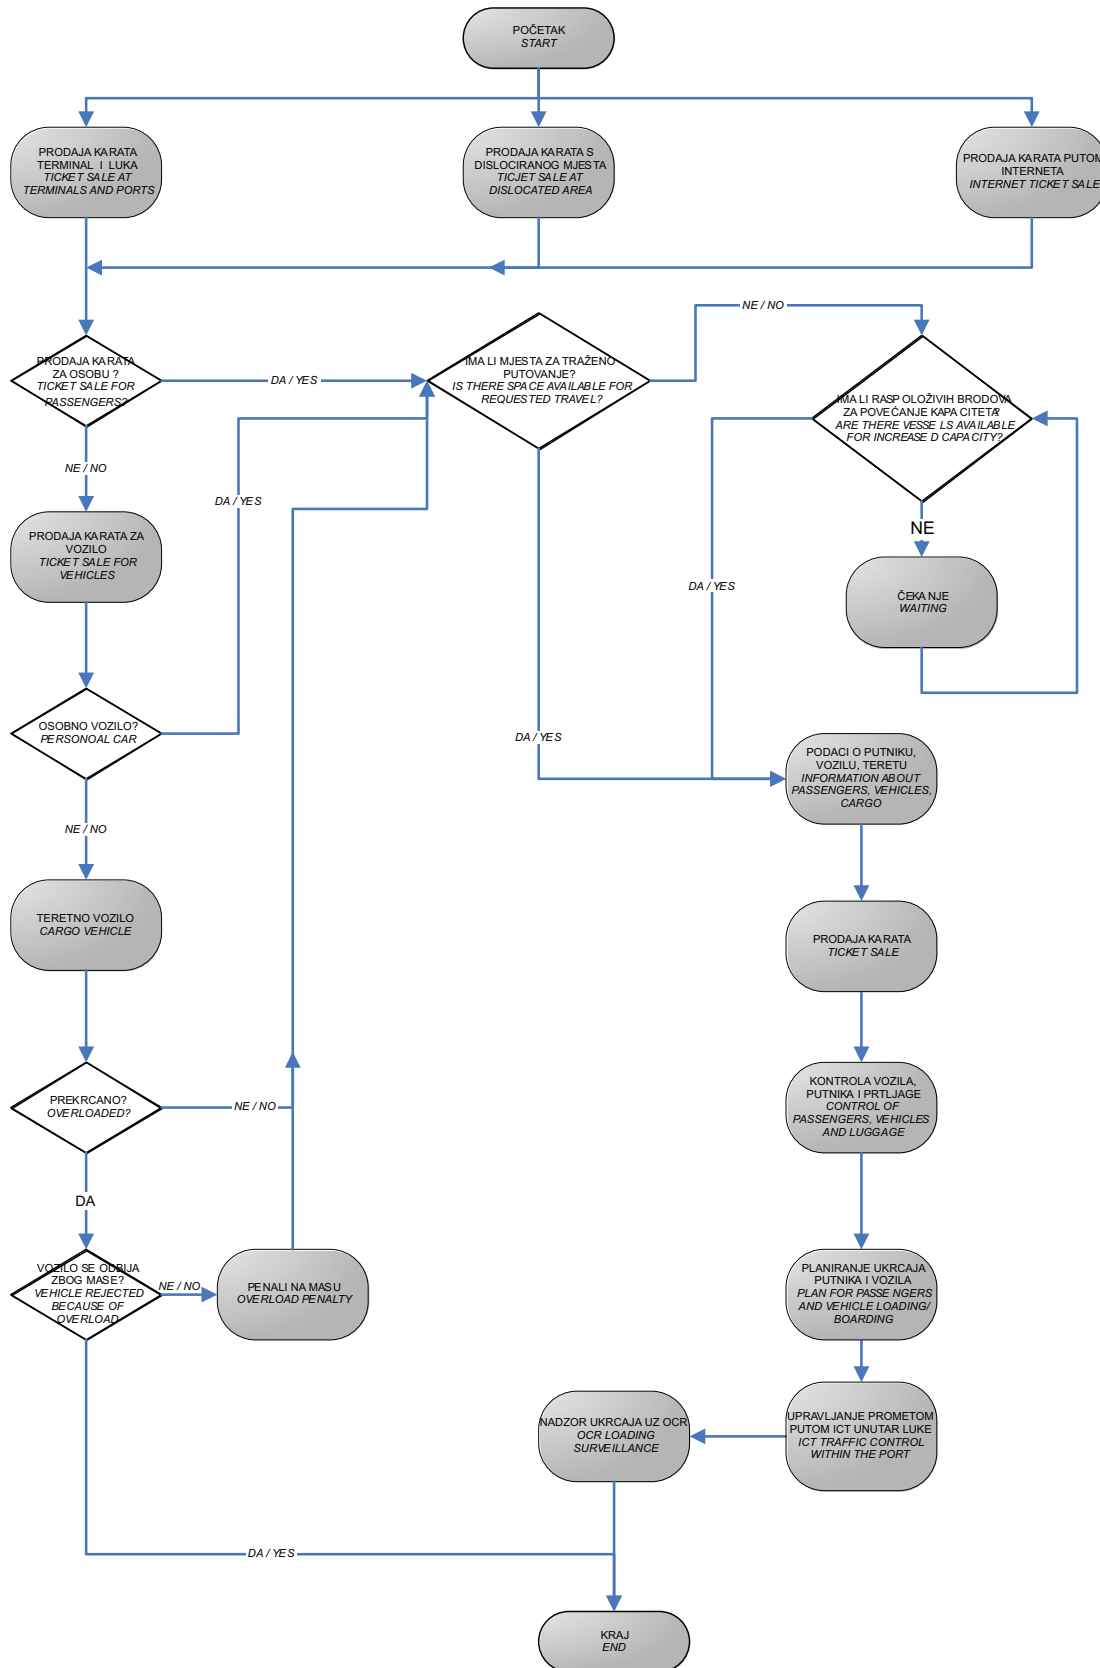 POČETAK
START
PRODAJA KARATA
TERMINAL I LUKA
TICKET SALE AT
TERMINALS AND PORTS
PRODAJA KARATA S
DISLOCIRANOG MJESTA
TICJET SALE AT
DISLOCATED AREA
PRODAJA KARATA PUTOM
INTERNETA
INTERNET TICKET SALE
PRODAJA KARATA
ZA OSOBU ?
TICKET SALE FOR
PASSENGERS?
DA / YES
IMA LI MJESTA ZA TRAŽENO
PUTOVANJE?
IS THERE SPACE AVAILABLE FOR
REQUESTED TRAVEL?
NE / NO
IMA LI RASPOLOŽIVIH BRODOVA
ZA POVEĆANJE KAPACITETA?
ARE THERE VESSELS AVAILABLE
FOR INCREASED CAPACITY?
NE / NO
DA / YES
PRODAJA KARATA ZA
VOZILO
TICKET SALE FOR
VEHICLES
NE
DA / YES
ČEKANJE
WAITING
OSOBNO VOZILO?
PERSONOAL CAR
DA / YES
PODACI O PUTNIKU,
VOZILU, TERETU
INFORMATION ABOUT
PASSENGERS, VEHICLES,
CARGO
NE / NO
TERETNO VOZILO
CARGO VEHICLE
PRODAJA KARATA
TICKET SALE
PREKRCANO?
OVERLOADED?
NE / NO
KONTROLA VOZILA,
PUTNIKA I PRTLJAGE
CONTROL OF
PASSENGERS, VEHICLES
AND LUGGAGE
DA
VOZILO SE ODBIJA
ZBOG MASE?
VEHICLE REJECTED
BECAUSE OF
OVERLOAD
NE / NO
PENALI NA MASU
OVERLOAD PENALTY
PLANIRANJE UKRCAJA
PUTNIKA I VOZILA
PLAN FOR PASSENGERS
AND VEHICLE LOADING/
BOARDING
NADZOR UKRCAJA UZ OCR
OCR LOADING
SURVEILLANCE
UPRAVLJANJE PROMETOM
PUTOM ICT UNUTAR LUKE
ICT TRAFFIC CONTROL
WITHIN THE PORT
DA / YES
KRAJ
END